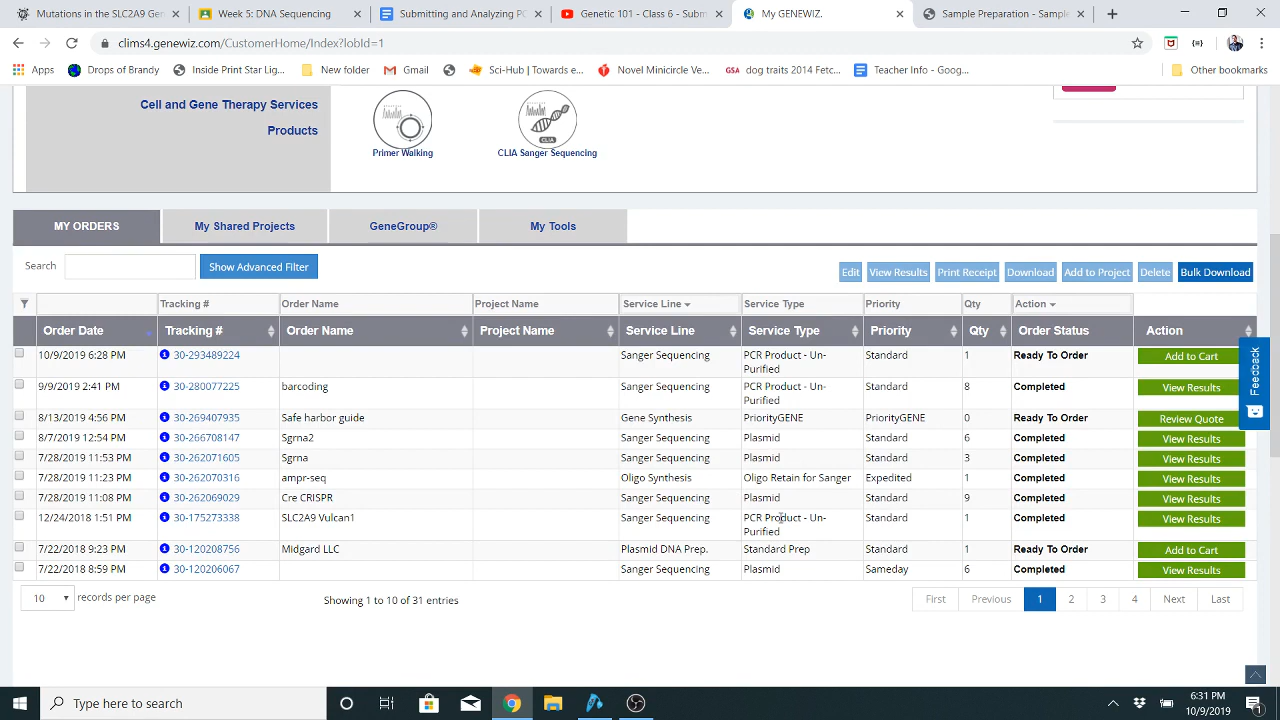 Mutations in the SLC2A9 Gene
Week 5: DNA Sequencing
Submitting and Analyzing PC
Genetic 101 - Class 6 - Subm
My GENEWIZ.
Sample Preparation - Sample
clims4.genewiz.com/CustomerHome/Index?lobId=1
Apps
Drops of Brandy
Inside Print Star Lig
New folder
Gmail
Sci-Hub | Towards e...
Novel Minicircle Ve...
GSA dog traits 2014 Fetc...
Teacher Info - Goog...
Other bookmarks
Cell and Gene Therapy Services
Products
Primer Walking
CLIA
CLIA Sanger Sequencing
MY ORDERS My Shared Projects GeneGroup® My Tools
Search Show Advanced Filter Edit View Results Print Receipt Download Add to Project Delete Bulk Download
Tracking # Order Name Project Name Service Line Service Type Priority Qty Action
Order Date Tracking # Order Name Project Name Service Line Service Type Priority Qty Order Status Action
10/9/2019 6:28 PM 30-293489224 Sanger Sequencing PCR Product - Un-Purified Standard 1 Ready To Order Add to Cart
9/9/2019 2:41 PM 30-280077225 barcoding Sanger Sequencing PCR Product - Un-Purified Standard 8 Completed View Results
8/13/2019 4:56 PM 30-269407935 Safe harbor guide Gene Synthesis PriorityGENE PriorityGENE 0 Ready To Order Review Quote
8/7/2019 12:54 PM 30-266708147 Sgrna2 Sanger Sequencing Plasmid Standard 6 Completed View Results
7/28/2019 11:53 PM 30-262071605 Sgrna Sanger Sequencing Plasmid Standard 3 Completed View Results
7/28/2019 11:23 PM 30-262070316 ampr-seq Oligo Synthesis Oligo Retain for Sanger Expedited 1 Completed View Results
7/28/2019 11:08 PM 30-262069029 Cre CRISPR Sanger Sequencing Plasmid Standard 9 Completed View Results
12/24/2018 1:51 PM 30-175273338 SLC2A9 Vulcan1 Sanger Sequencing PCR Product - Un-Purified Standard 1 Completed View Results
7/22/2018 9:23 PM 30-120208756 Midgard LLC Plasmid DNA Prep. Standard Prep Standard 1 Ready To Order Add to Cart
7/22/2018 8:59 PM 30-120206067 Sanger Sequencing Plasmid Sameday 6 Completed View Results
10 records per page Showing 1 to 10 of 31 entries First Previous 1 2 3 4 Next Last
Feedback
Type here to search
6:31 PM
10/9/2019
1